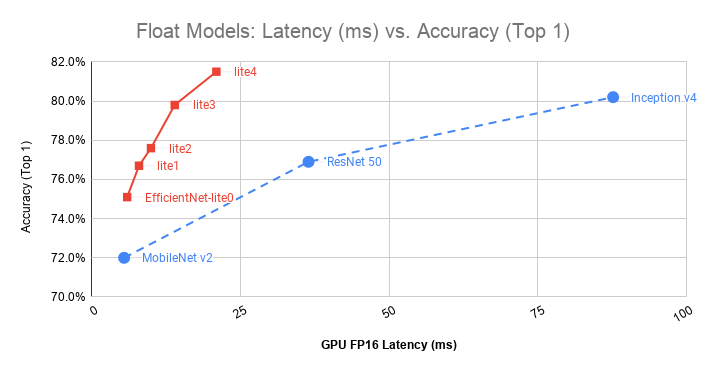 Float Models: Latency (ms) vs. Accuracy (Top 1)
82.0%
lite4
80.0%
lite3
Inception v4
78.0%
lite2
lite1
ResNet 50
76.0%
EfficientNet-lite0
74.0%
72.0%
MobileNet v2
70.0%
Accuracy (Top 1)
0
25
50
75
100
GPU FP16 Latency (ms)